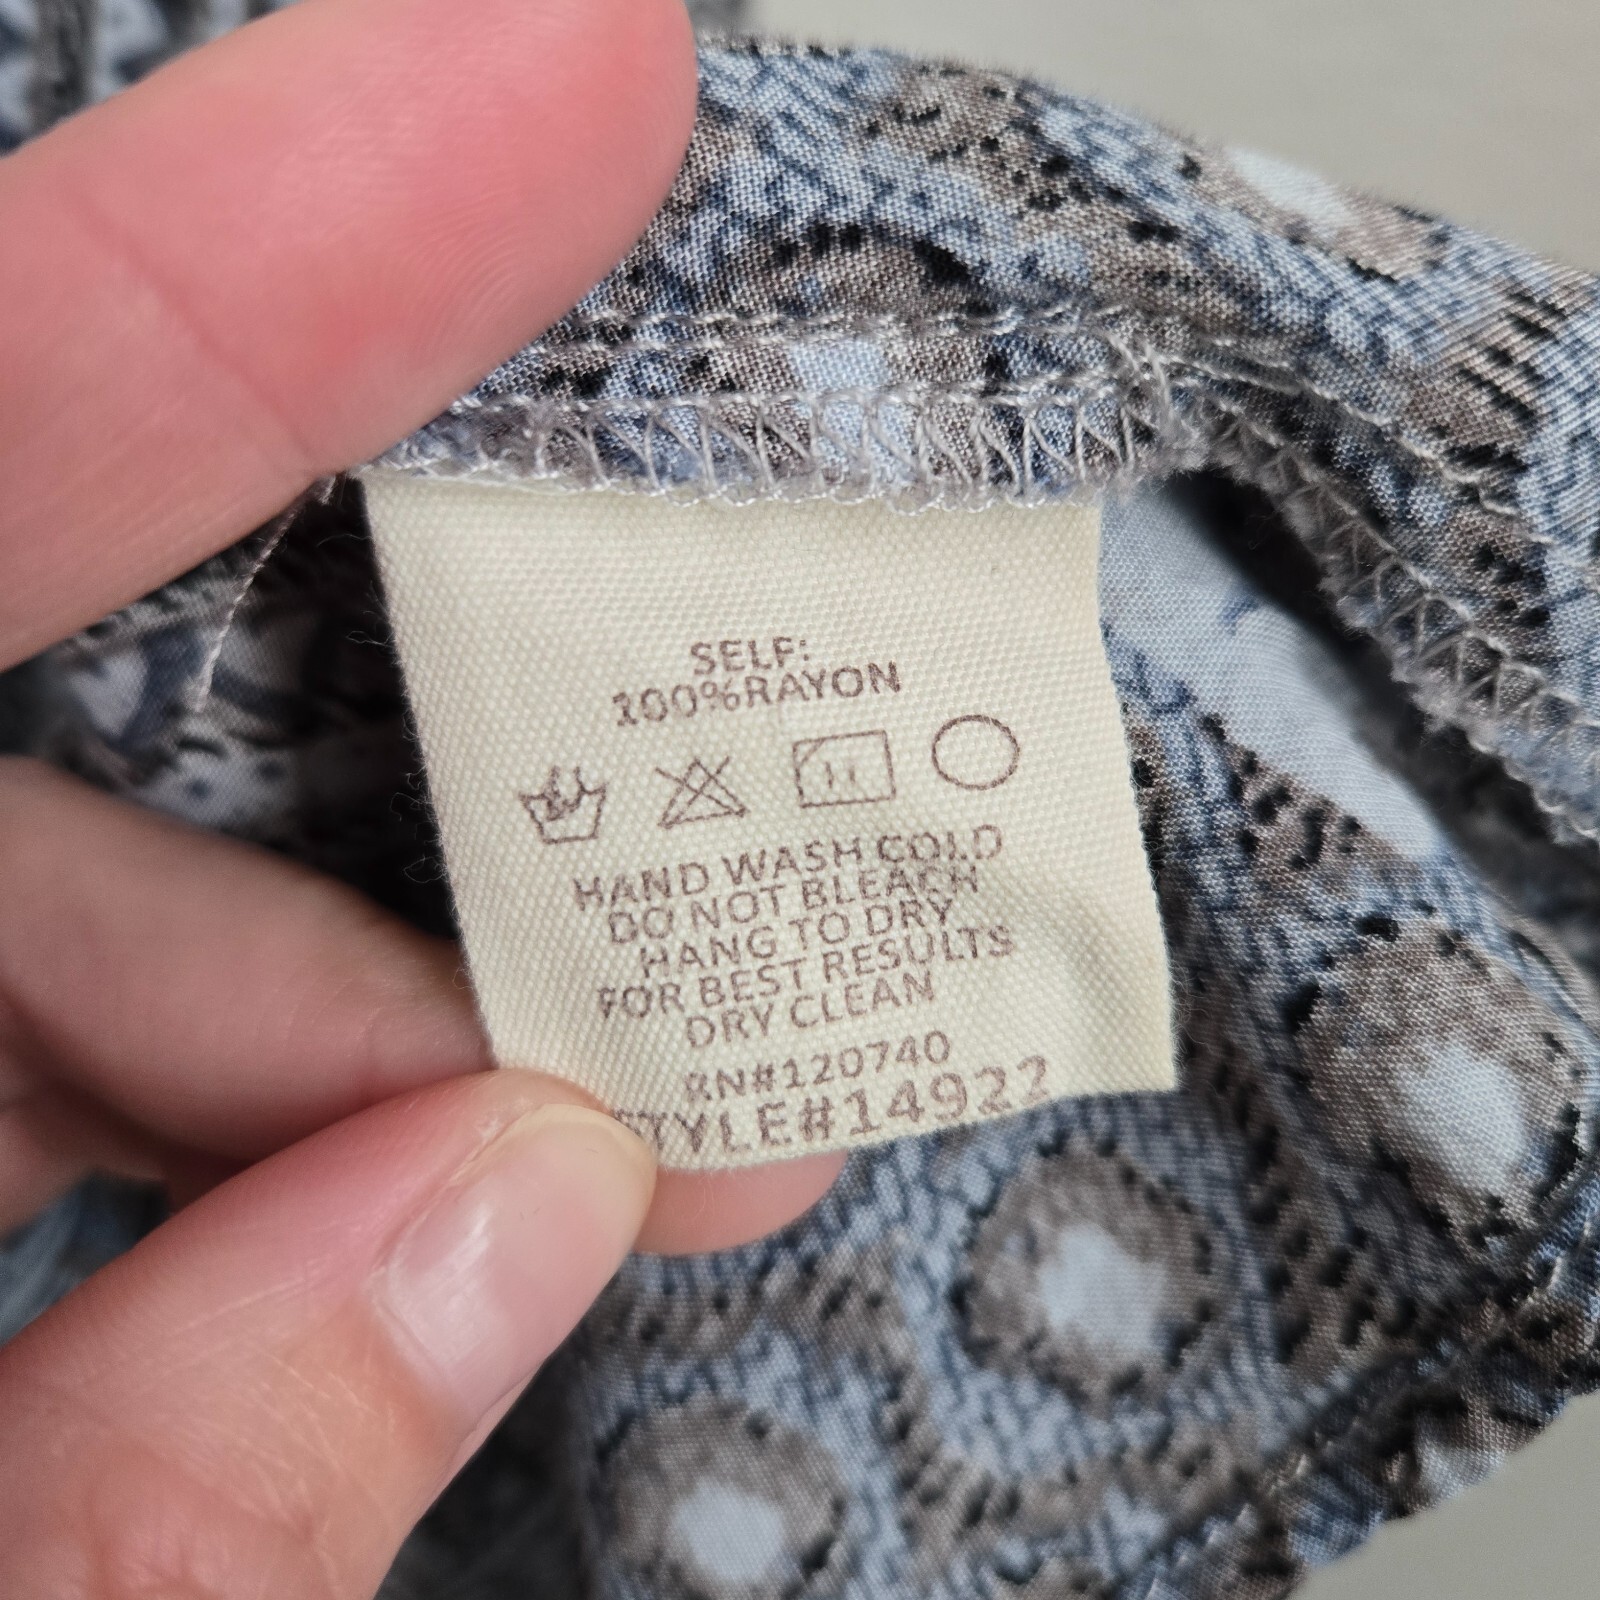 SELF:
100%RAYON
HAND WASH COLD
DO NOT BLEACH
HANG TO DRY
FOR BEST RESULTS
DRY CLEAN
RN#120740
STYLE#14922